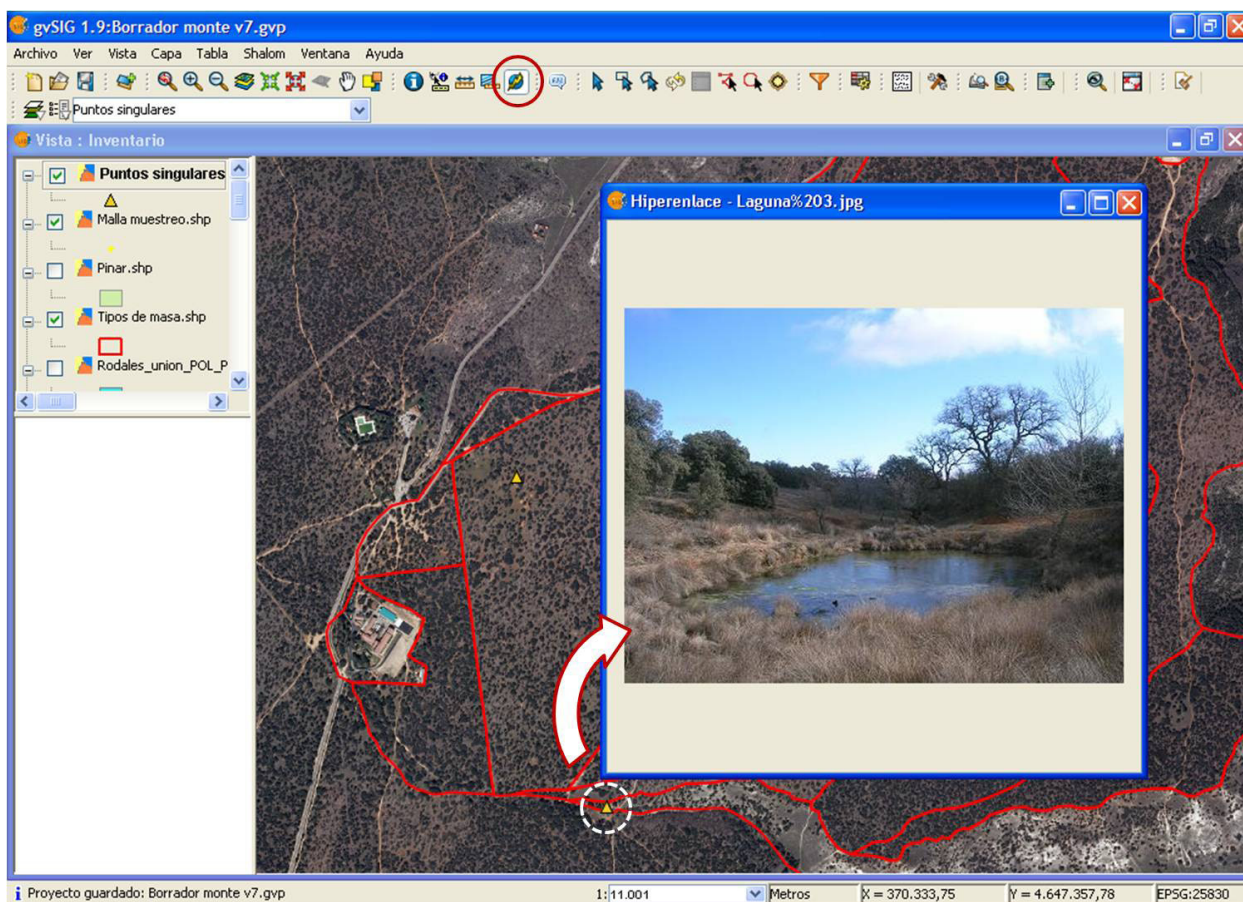 gvSIG 1.9:Borrador monte v7.gvp
Archivo Ver Vista Capa Tabla Shalom Ventana Ayuda
Puntos singulares
Vista : Inventario
Puntos singulares
Malla muestreo.shp
Pinar.shp
Tipos de masa.shp
Rodales_union_POL_P
Hiperenlace - Laguna%203.jpg
Proyecto guardado: Borrador monte v7.gvp 1: 11.001 Metros X = 370.333,75 Y = 4.647.357,78 EPSG:25830